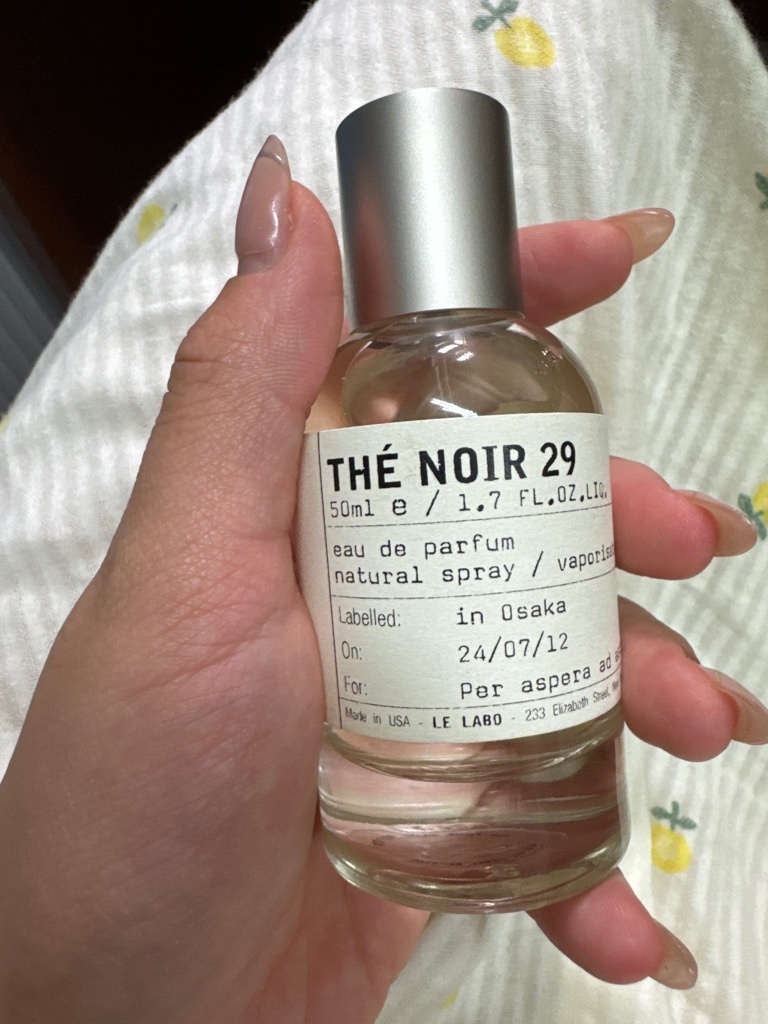 THÉ NOIR 29
50ml e / 1.7 FL.OZ.LIQ.
eau de parfum
natural spray /
Labelled: in Osaka
On: 24/07/12
For: Per aspera ad
Made in USA - LE LABO - 233 Elizabeth Street,